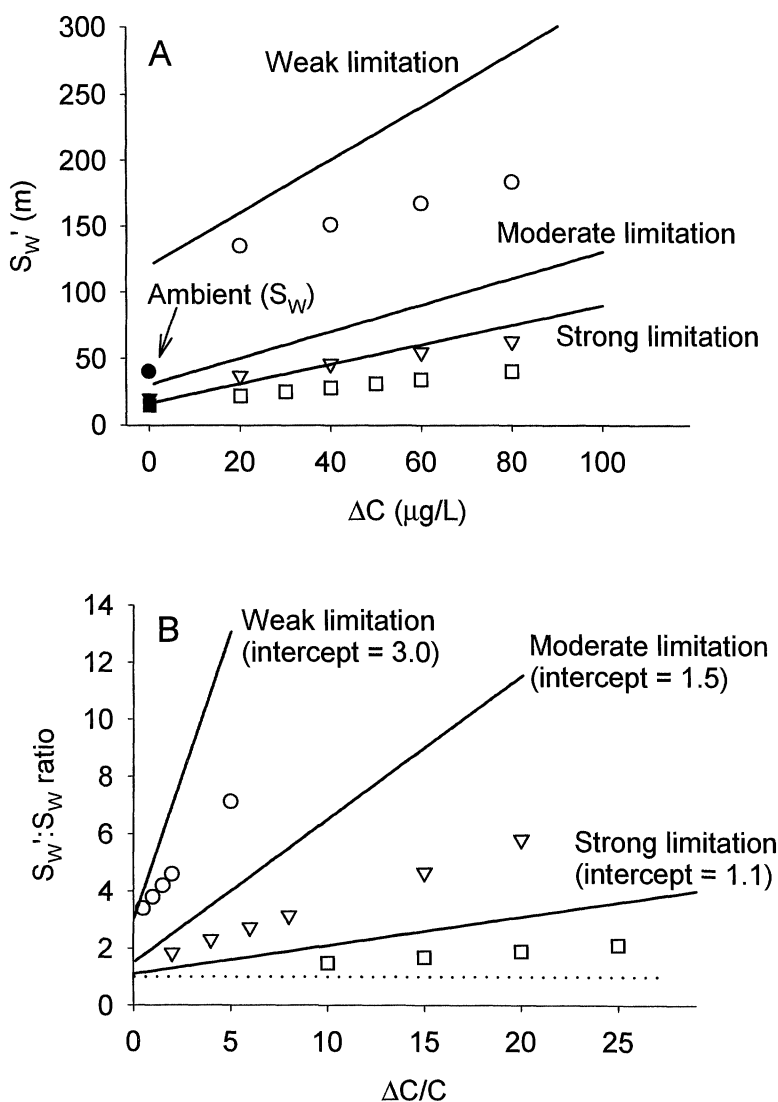 A
300
250
200
150
100
50
0
S_W' (m)
Weak limitation
Moderate limitation
Ambient (S_W)
Strong limitation
0 20 40 60 80 100
ΔC (µg/L)
B
14
12
10
8
6
4
2
0
S_W':S_W ratio
Weak limitation
(intercept = 3.0)
Moderate limitation
(intercept = 1.5)
Strong limitation
(intercept = 1.1)
0 5 10 15 20 25
ΔC/C